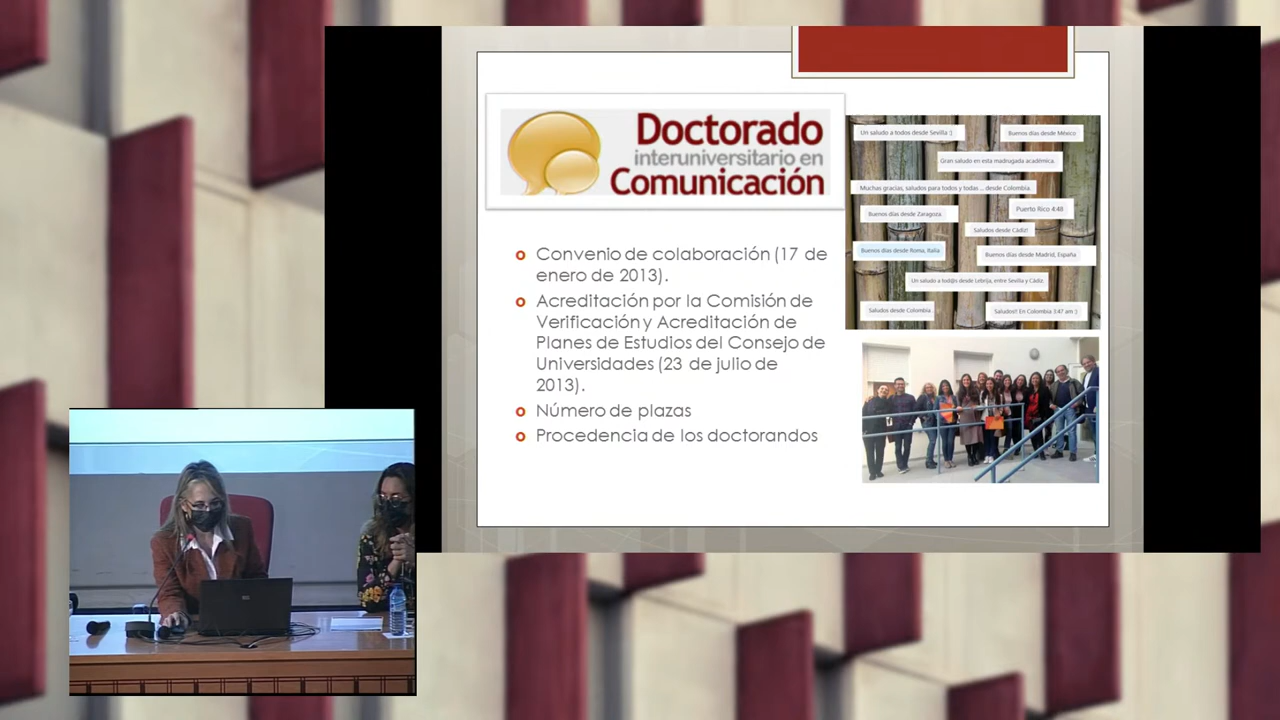 Doctorado
interuniversitario en
Comunicación
Convenio de colaboración (17 de
enero de 2013).
Acreditación por la Comisión de
Verificación y Acreditación de
Planes de Estudios del Consejo de
Universidades (23 de julio de
2013).
Número de plazas
Procedencia de los doctorandos
Un saludo a todos desde Sevilla :)
Buenos días desde México
Gran saludo en esta madrugada académica.
Muchas gracias, saludos para todos y todas ... desde Colombia.
Buenos días desde Zaragoza.
Puerto Rico 4:48
Saludos desde Cádiz!
Buenos días desde Roma, Italia
Buenos días desde Madrid, España
Un saludo a tod@s desde Lebrija, entre Sevilla y Cádiz.
Saludos desde Colombia.
Saludos!! En Colombia 3:47 am :)